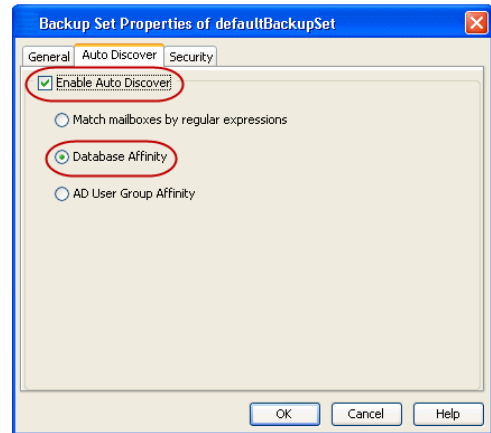 Backup Set Properties of defaultBackupSet
General Auto Discover Security
Enable Auto Discover
Match mailboxes by regular expressions
Database Affinity
AD User Group Affinity
OK Cancel Help